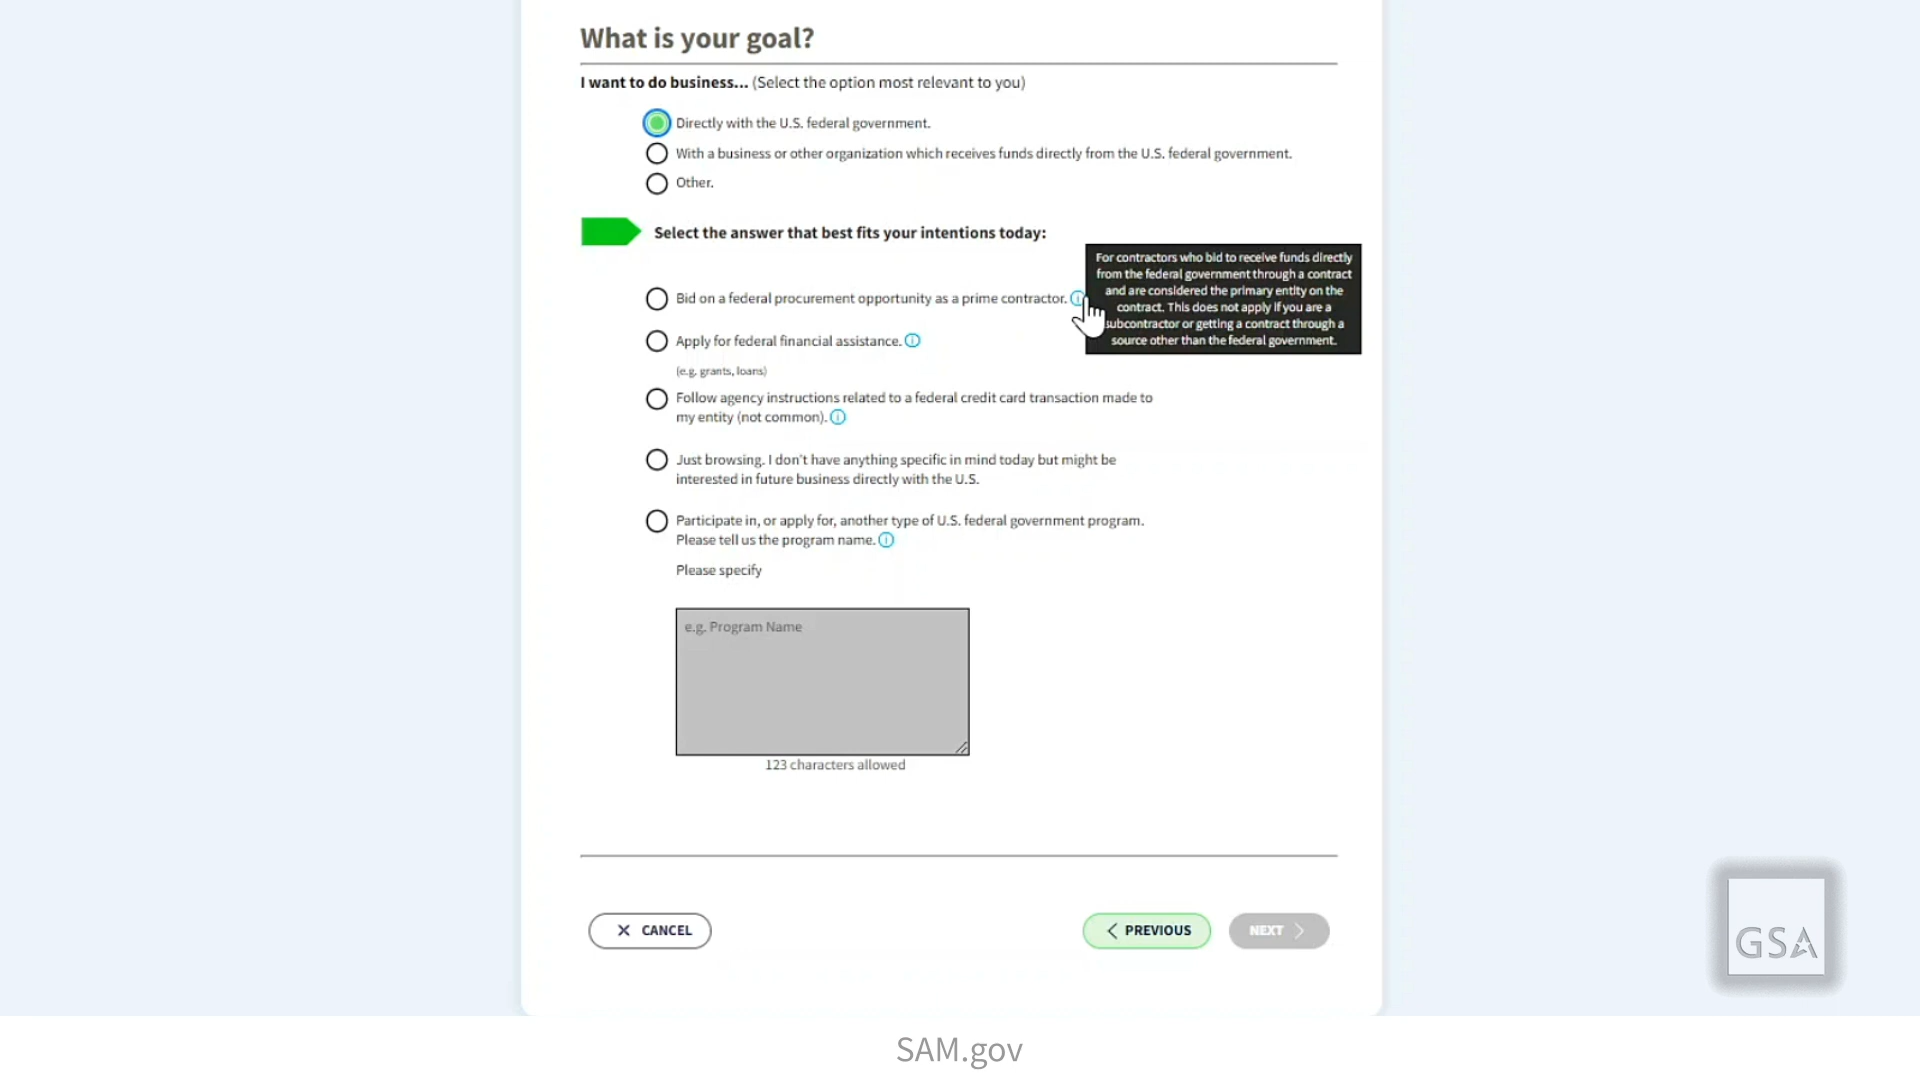 What is your goal?
I want to do business... (Select the option most relevant to you)
Directly with the U.S. federal government.
With a business or other organization which receives funds directly from the U.S. federal government.
Other.
Select the answer that best fits your intentions today:
For contractors who bid to receive funds directly
from the federal government through a contract
and are considered the primary entity on the
contract. This does not apply if you are a
subcontractor or getting a contract through a
source other than the federal government.
Bid on a federal procurement opportunity as a prime contractor.
Apply for federal financial assistance.
(e.g. grants, loans)
Follow agency instructions related to a federal credit card transaction made to
my entity (not common).
Just browsing. I don't have anything specific in mind today but might be
interested in future business directly with the U.S.
Participate in, or apply for, another type of U.S. federal government program.
Please tell us the program name.
Please specify
e.g. Program Name
123 characters allowed
CANCEL
PREVIOUS
NEXT
GSA
SAM.gov